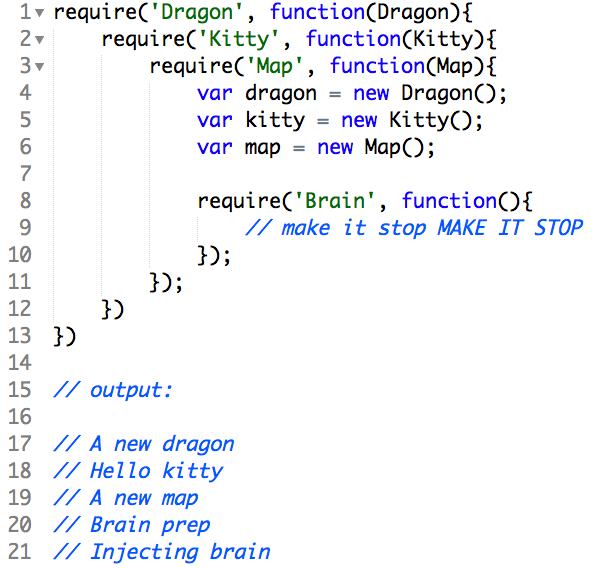 1 require('Dragon', function(Dragon){
2     require('Kitty', function(Kitty){
3         require('Map', function(Map){
4             var dragon = new Dragon();
5             var kitty = new Kitty();
6             var map = new Map();
7
8             require('Brain', function(){
9                 // make it stop MAKE IT STOP
10             });
11         });
12     })
13 })
14
15 // output:
16
17 // A new dragon
18 // Hello kitty
19 // A new map
20 // Brain prep
21 // Injecting brain